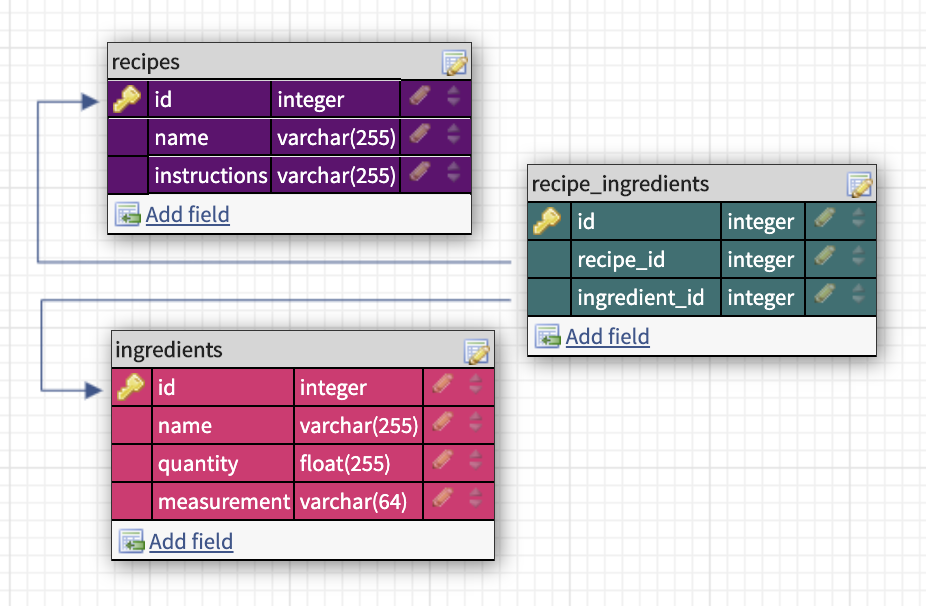 recipes
id integer
name varchar(255)
instructions varchar(255)
Add field
recipe_ingredients
id integer
recipe_id integer
ingredient_id integer
Add field
ingredients
id integer
name varchar(255)
quantity float(255)
measurement varchar(64)
Add field